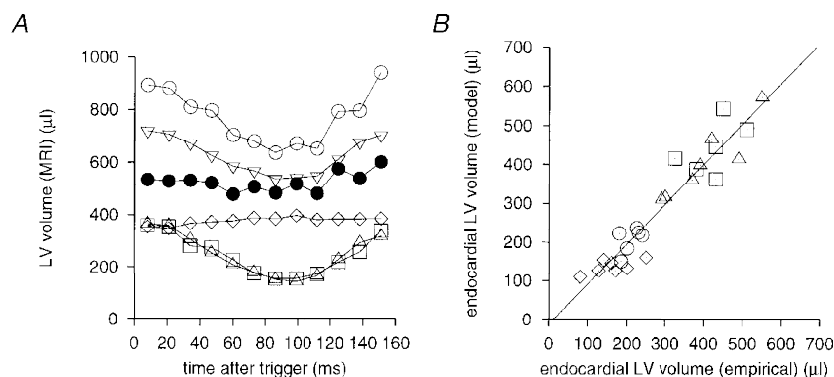 A
B
LV volume (MRI) (μl)
1000
800
600
400
200
0
0 20 40 60 80 100 120 140 160
time after trigger (ms)
endocardial LV volume (model) (μl)
700
600
500
400
300
200
100
0
0 100 200 300 400 500 600 700
endocardial LV volume (empirical) (μl)